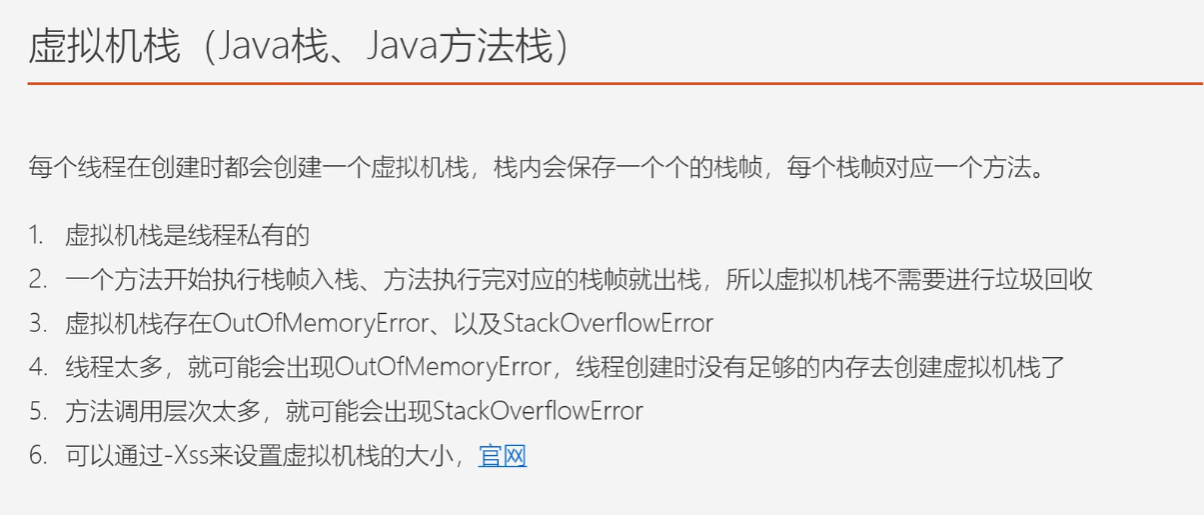 虚拟机栈（Java栈、Java方法栈）
每个线程在创建时都会创建一个虚拟机栈，栈内会保存一个个的栈帧，每个栈帧对应一个方法。
1. 虚拟机栈是线程私有的
2. 一个方法开始执行栈帧入栈、方法执行完对应的栈帧就出栈，所以虚拟机栈不需要进行垃圾回收
3. 虚拟机栈存在OutOfMemoryError、以及StackOverflowError
4. 线程太多，就可能会出现OutOfMemoryError，线程创建时没有足够的内存去创建虚拟机栈了
5. 方法调用层次太多，就可能会出现StackOverflowError
6. 可以通过-Xss来设置虚拟机栈的大小，官网